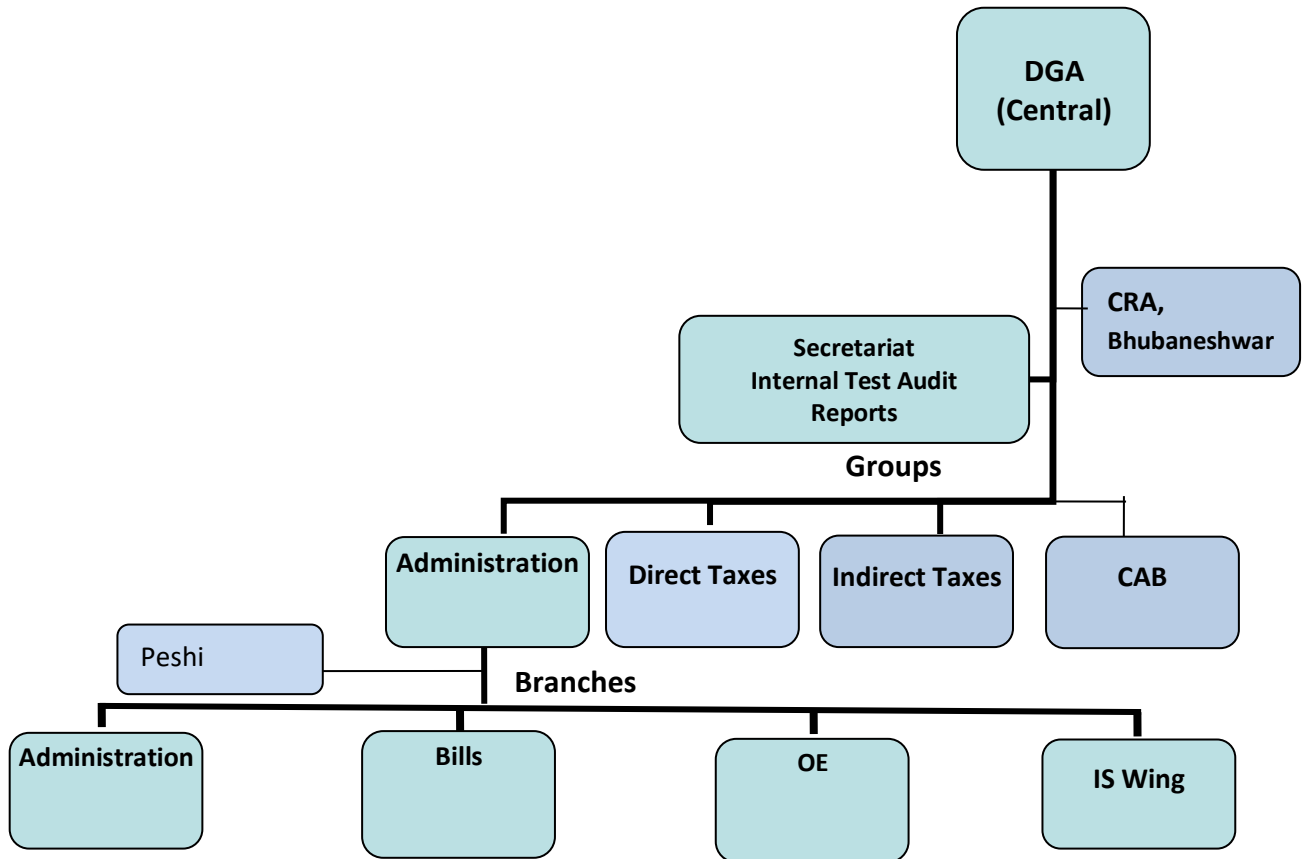 DGA
(Central)
CRA,
Bhubaneshwar
Secretariat
Internal Test Audit
Reports
Groups
Administration
Direct Taxes
Indirect Taxes
CAB
Peshi
Branches
Administration
Bills
OE
IS Wing